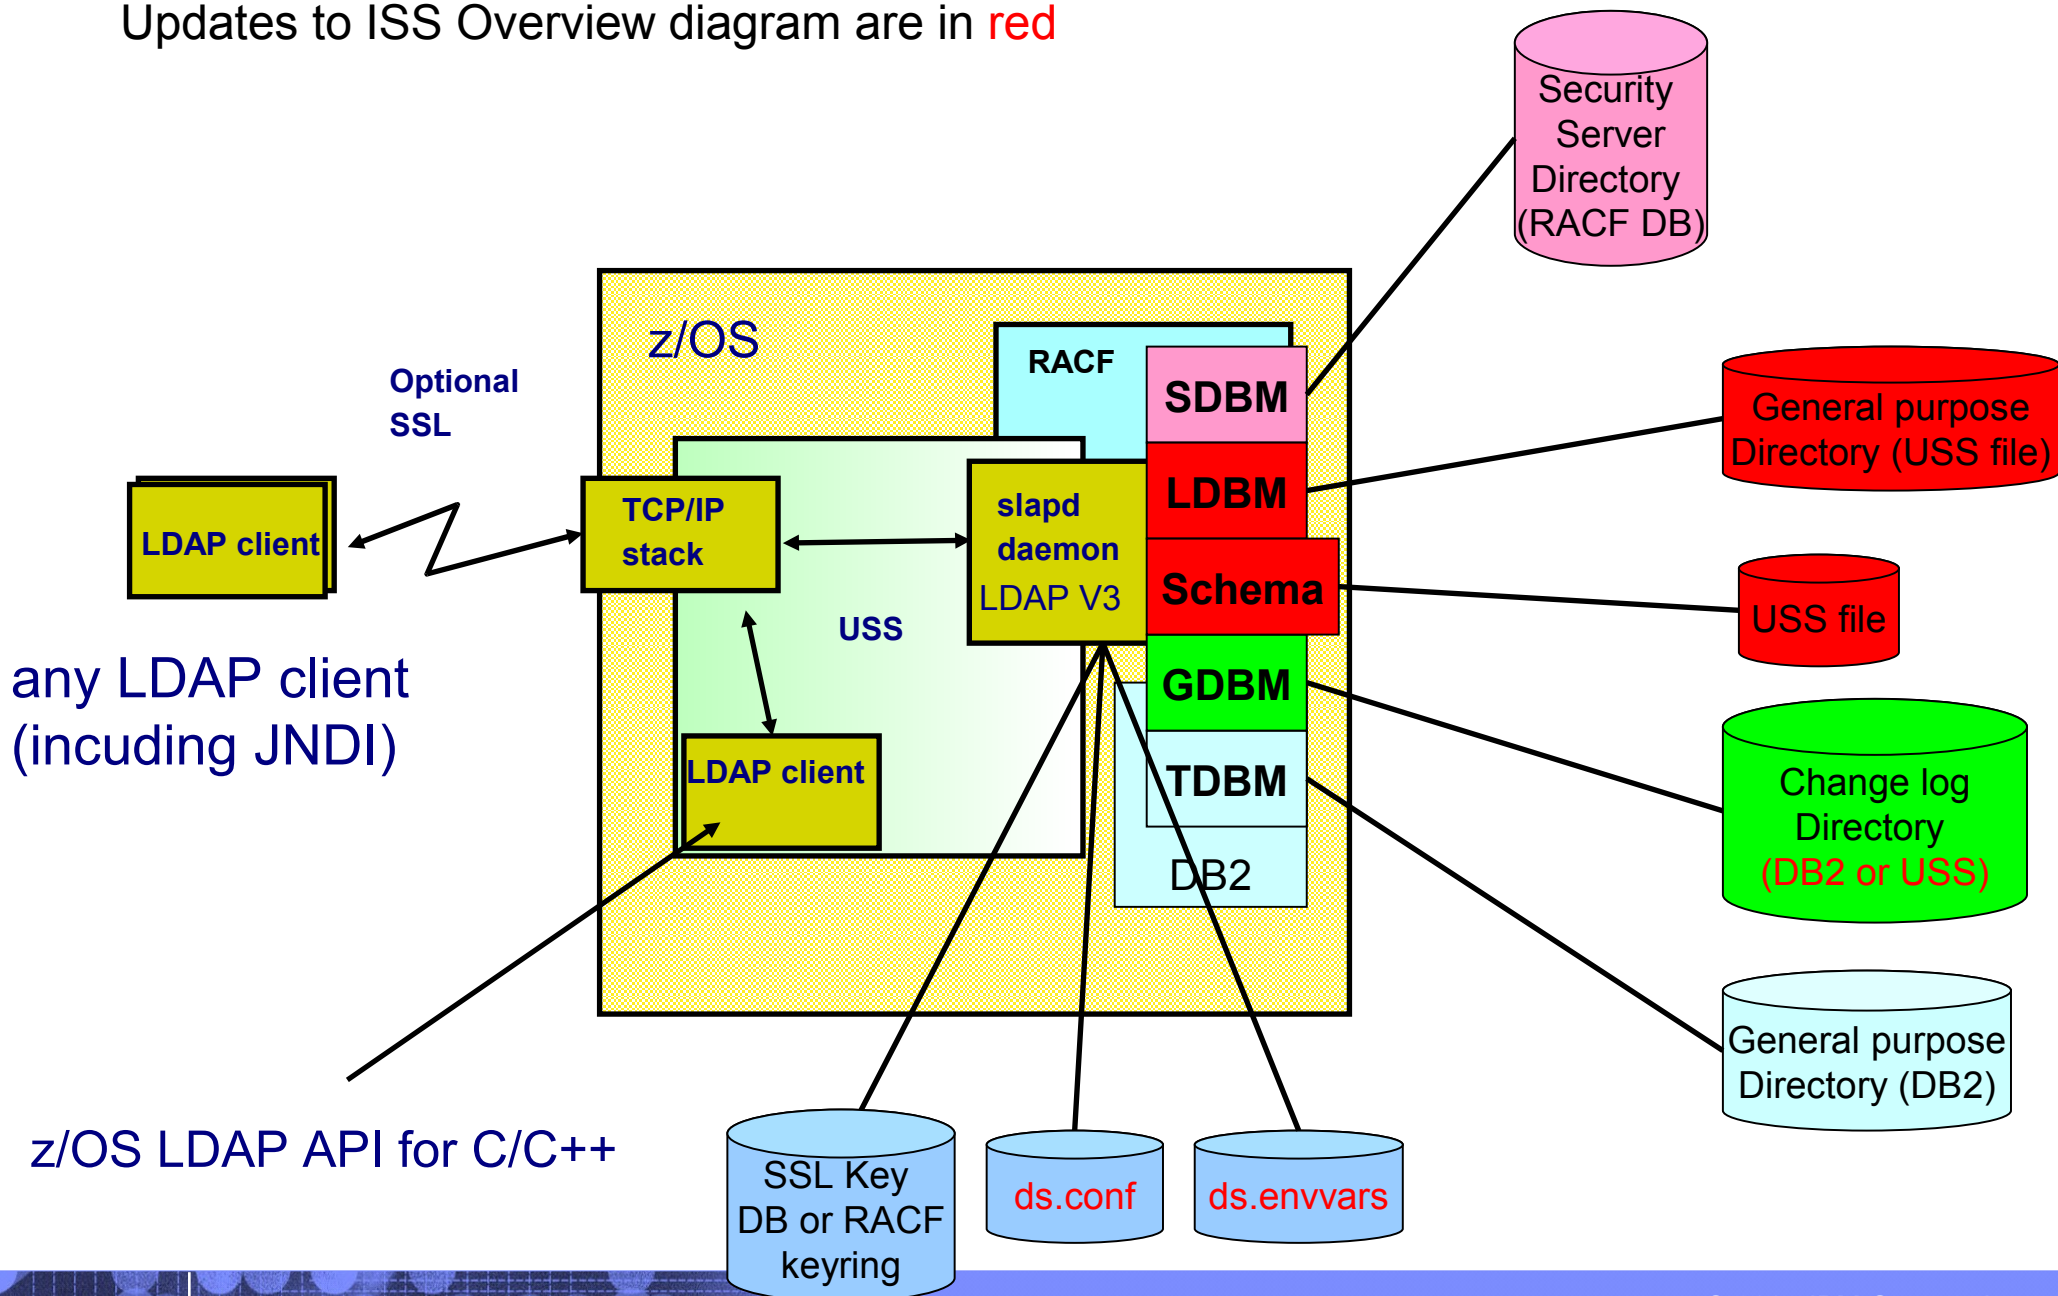 Updates to ISS Overview diagram are in red
Security
Server
Directory
(RACF DB)
z/OS
RACF
SDBM
Optional
SSL
General purpose
Directory (USS file)
LDBM
TCP/IP
stack
slapd
daemon
LDAP V3
LDAP client
Schema
USS file
USS
any LDAP client
(incuding JNDI)
GDBM
LDAP client
TDBM
Change log
Directory
(DB2 or USS)
DB2
General purpose
Directory (DB2)
z/OS LDAP API for C/C++
SSL Key
DB or RACF
keyring
ds.conf
ds.envvars